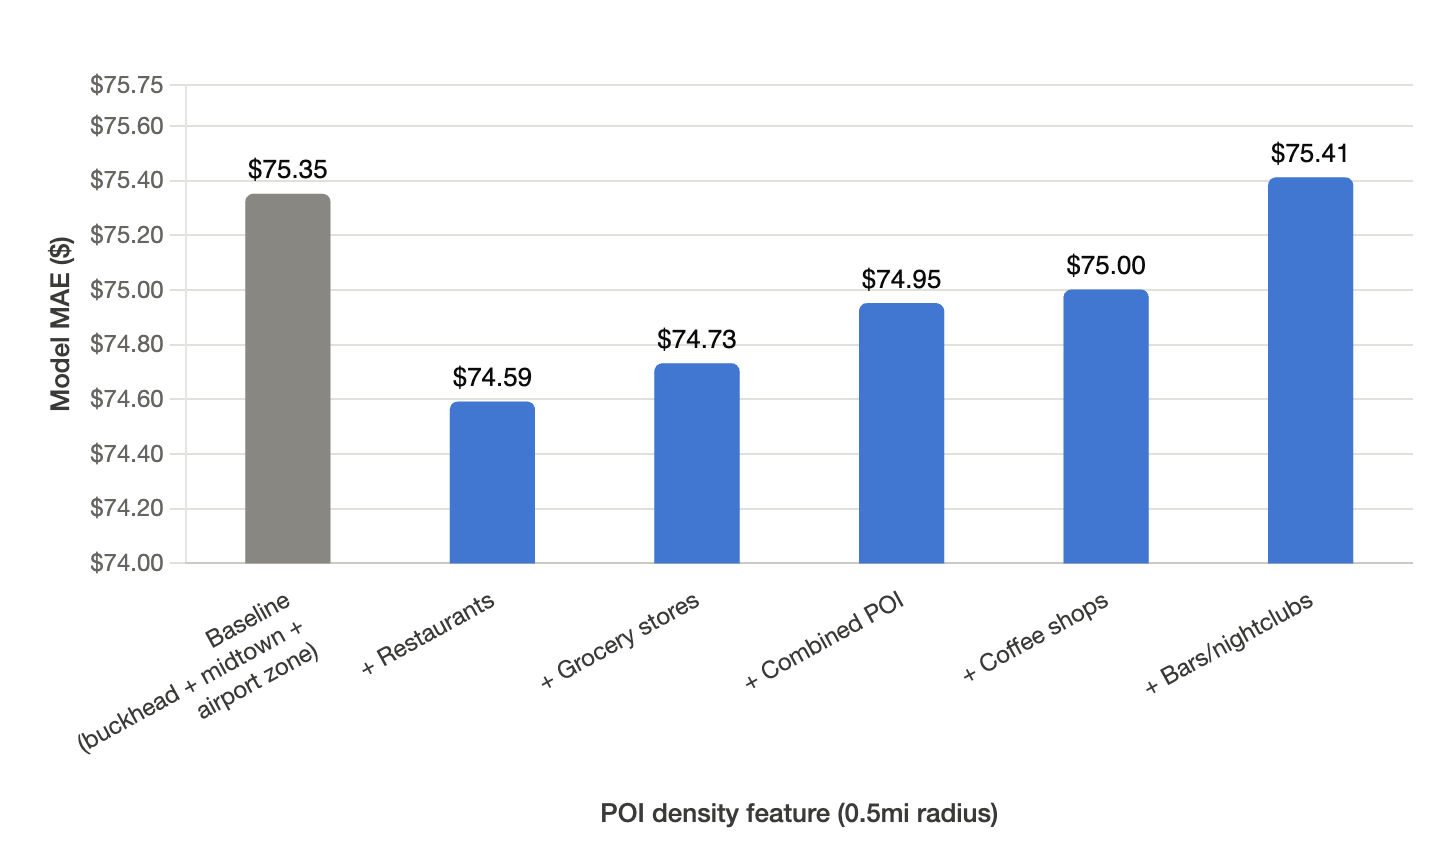 $75.75
$75.60
$75.40
$75.20
$75.00
$74.80
$74.60
$74.40
$74.20
$74.00
Model MAE ($)
$75.35
$74.59
$74.73
$74.95
$75.00
$75.41
Baseline
(buckhead + midtown +
airport zone)
+ Restaurants
+ Grocery stores
+ Combined POI
+ Coffee shops
+ Bars/nightclubs
POI density feature (0.5mi radius)